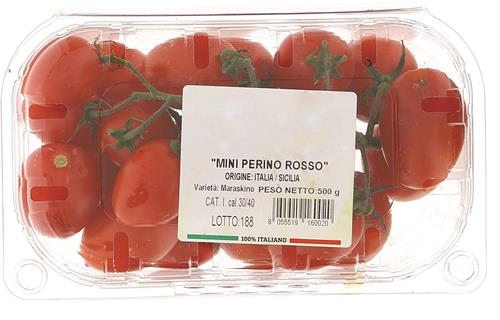 "MINI PERINO ROSSO"
ORIGINE: ITALIA / SICILIA
Varietà: Maraskino PESO NETTO:500 g
CAT. I cal 30/40
LOTTO:188
8 055519 160020
100% ITALIANO